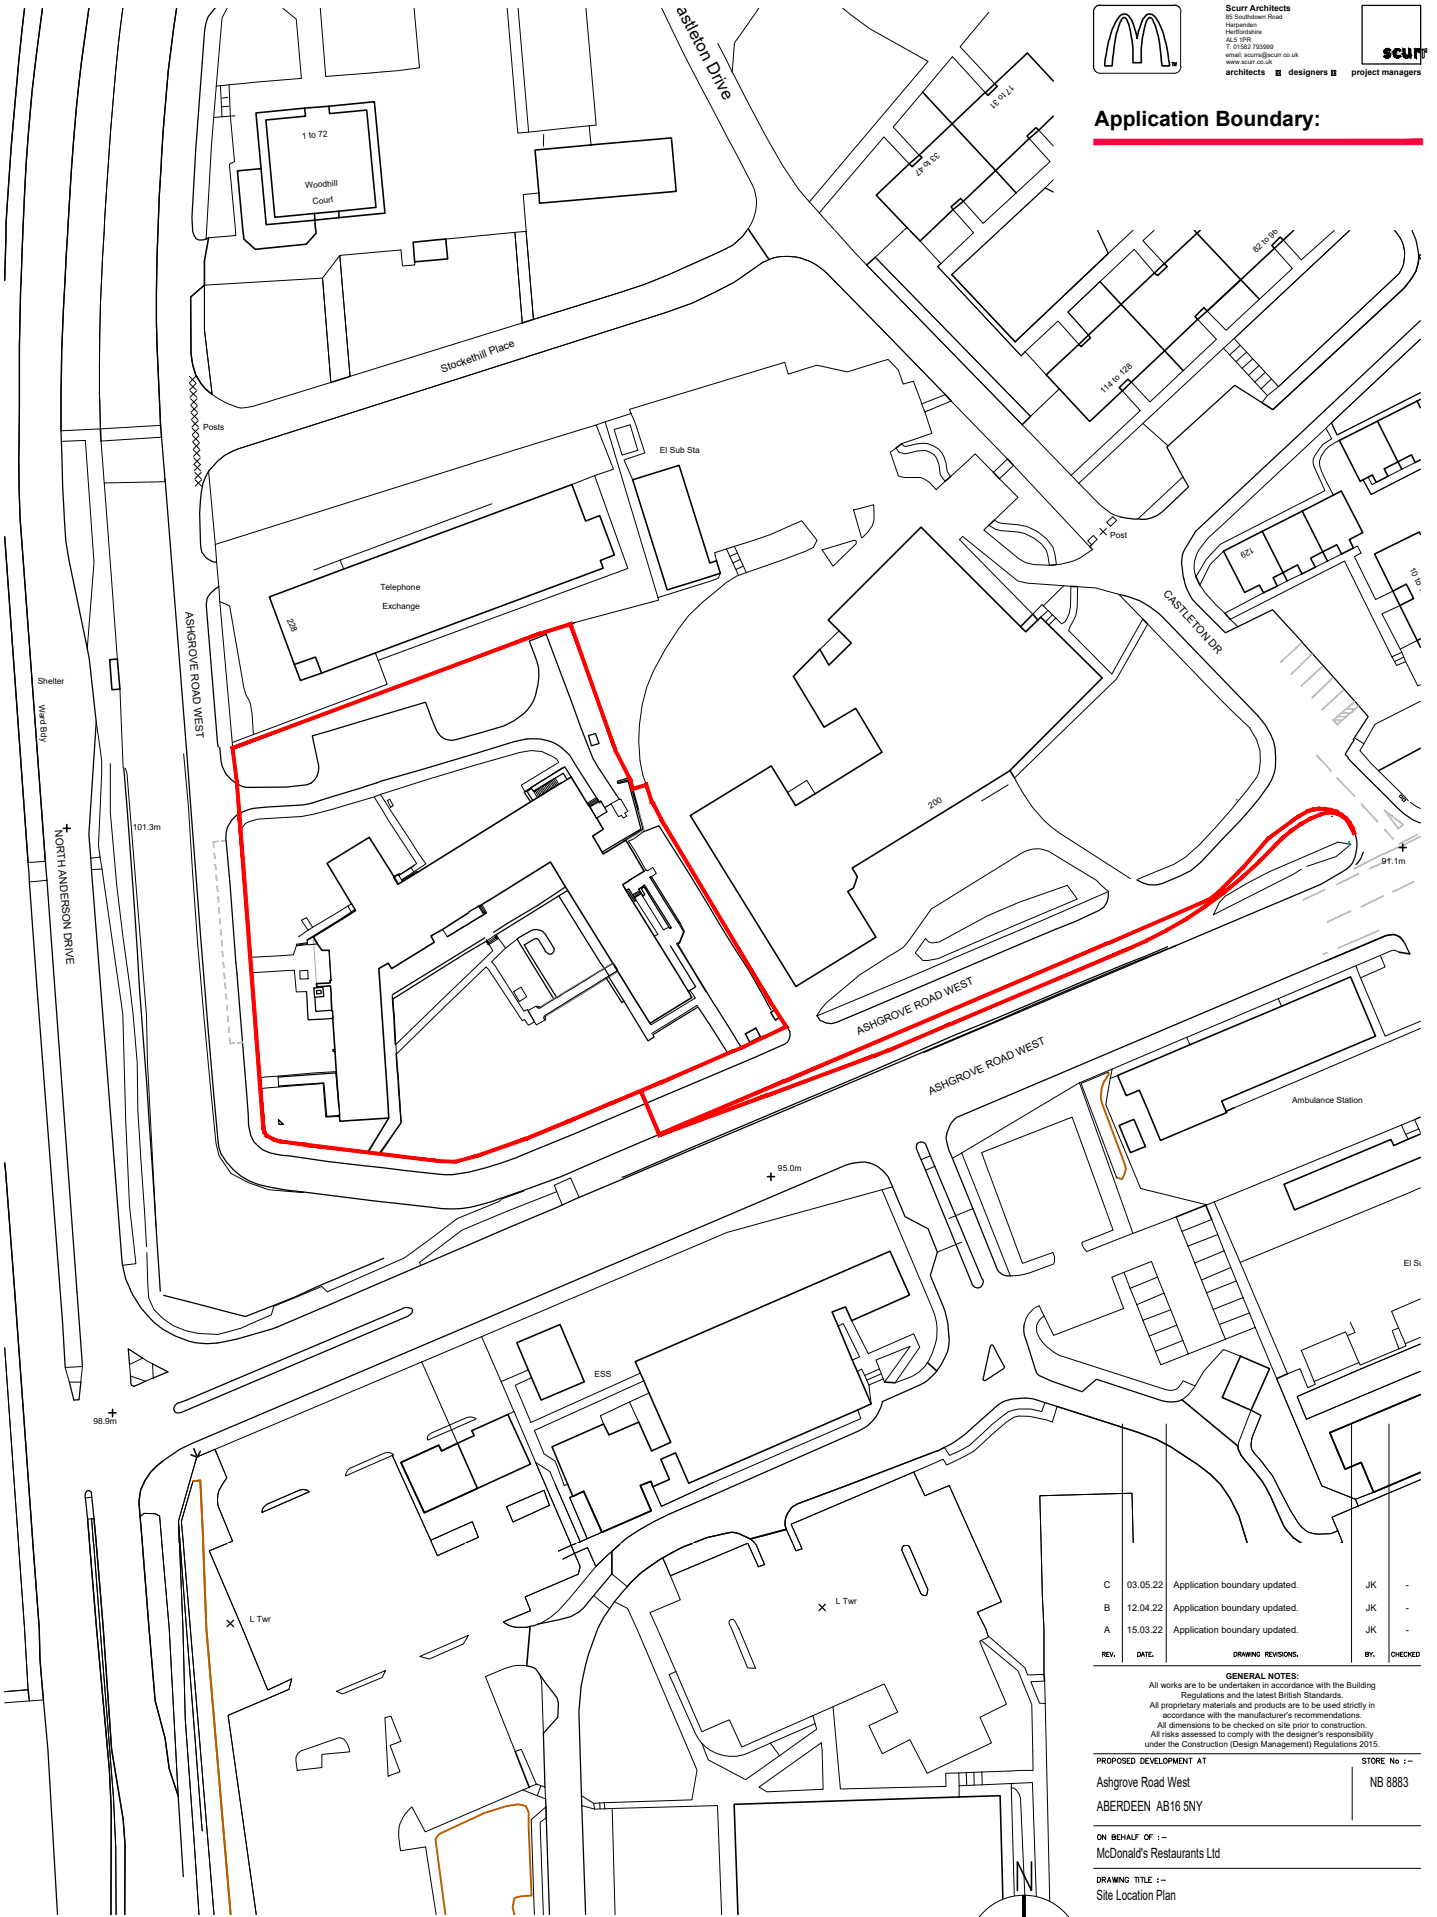 Scurr Architects
85 Southdown Road
Harpenden
Hertfordshire
AL5 1PR
T: 01582 793999
email: scurrs@scurr.co.uk
www.scurr.co.uk
architects designers project managers
scurr
Application Boundary:
astleton Drive
17 to 31
33 to 47
1 to 72
Woodhill
Court
82 to 96
114 to 128
Stockethill Place
Posts
El Sub Sta
Post
129
10 to
Telephone
Exchange
228
CASTLETON DR
ASHGROVE ROAD WEST
Shelter
Ward Bdy
NORTH ANDERSON DRIVE
101.3m
200
91.1m
ASHGROVE ROAD WEST
ASHGROVE ROAD WEST
Ambulance Station
95.0m
El Su
ESS
98.9m
L Twr
L Twr
C 03.05.22 Application boundary updated. JK -
B 12.04.22 Application boundary updated. JK -
A 15.03.22 Application boundary updated. JK -
REV. DATE. DRAWING REVISIONS. BY. CHECKED
GENERAL NOTES:
All works are to be undertaken in accordance with the Building
Regulations and the latest British Standards.
All proprietary materials and products are to be used strictly in
accordance with the manufacturer's recommendations.
All dimensions to be checked on site prior to construction.
All risks assessed to comply with the designer's responsibility
under the Construction (Design Management) Regulations 2015.
PROPOSED DEVELOPMENT AT STORE No :-
Ashgrove Road West NB 8883
ABERDEEN AB16 5NY
ON BEHALF OF :-
McDonald's Restaurants Ltd
DRAWING TITLE :-
Site Location Plan
N